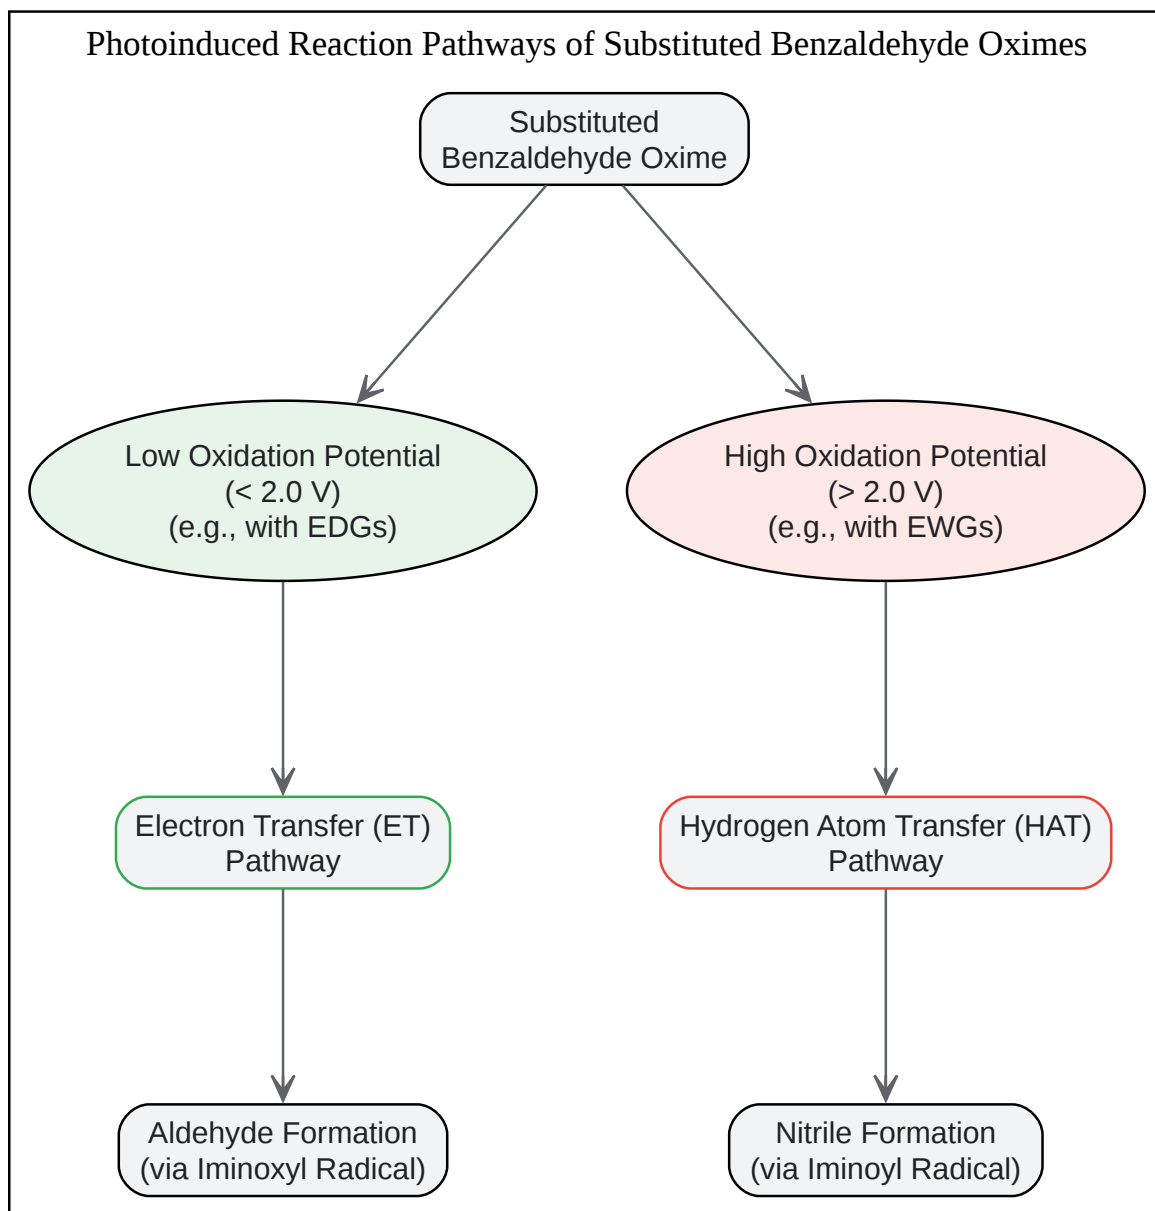 Photoinduced Reaction Pathways of Substituted Benzaldehyde Oximes
Substituted
Benzaldehyde Oxime
Low Oxidation Potential
(< 2.0 V)
(e.g., with EDGs)
High Oxidation Potential
(> 2.0 V)
(e.g., with EWGs)
Electron Transfer (ET)
Pathway
Hydrogen Atom Transfer (HAT)
Pathway
Aldehyde Formation
(via Iminoxyl Radical)
Nitrile Formation
(via Iminoyl Radical)